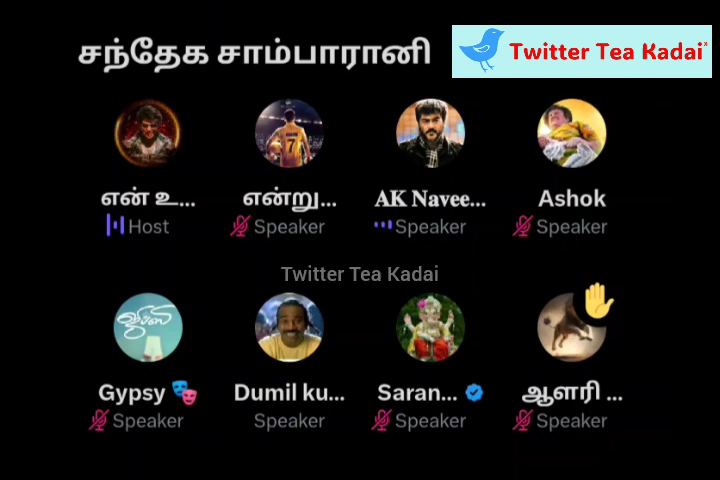 சந்தேக சாம்பாரானி
Twitter Tea Kadai
என் உ...
என்று...
AK Navee...
Ashok
Host
Speaker
Speaker
Speaker
Twitter Tea Kadai
Gypsy
Dumil ku...
Saran...
ஆளரி ...
Speaker
Speaker
Speaker
Speaker